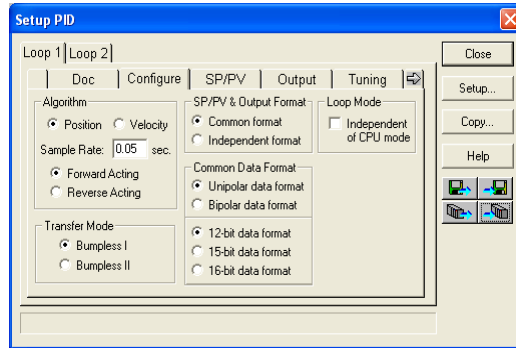 Setup PID
Loop 1 Loop 2
Doc Configure SP/PV Output Tuning
Algorithm
Position Velocity
Sample Rate: 0.05 sec.
Forward Acting
Reverse Acting
Transfer Mode
Bumpless I
Bumpless II
SP/PV & Output Format
Common format
Independent format
Common Data Format
Unipolar data format
Bipolar data format
12-bit data format
15-bit data format
16-bit data format
Loop Mode
Independent
of CPU mode
Close
Setup...
Copy...
Help